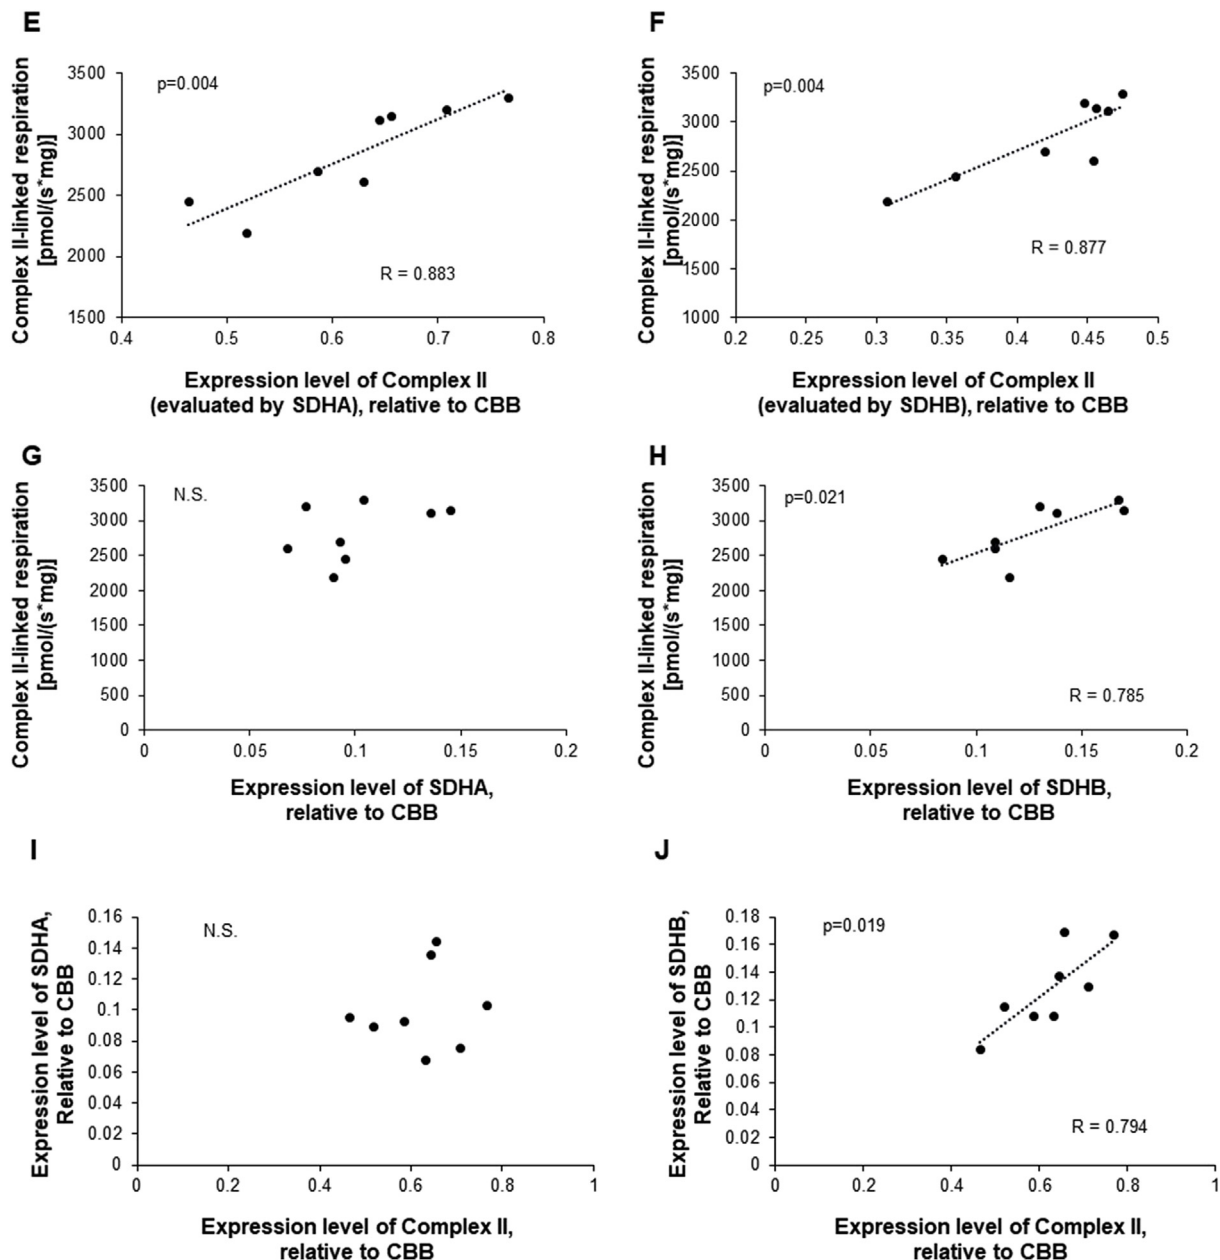 E
Complex II-linked respiration
[pmol/(s*mg)]
3500
3000
2500
2000
1500
p=0.004
R = 0.883
0.4
0.5
0.6
0.7
0.8
Expression level of Complex II
(evaluated by SDHA), relative to CBB
F
Complex II-linked respiration
[pmol/(s*mg)]
3500
3000
2500
2000
1500
1000
p=0.004
R = 0.877
0.2
0.25
0.3
0.35
0.4
0.45
0.5
Expression level of Complex II
(evaluated by SDHB), relative to CBB
G
Complex II-linked respiration
[pmol/(s*mg)]
3500
3000
2500
2000
1500
1000
500
0
N.S.
0
0.05
0.1
0.15
0.2
Expression level of SDHA,
relative to CBB
H
Complex II-linked respiration
[pmol/(s*mg)]
3500
3000
2500
2000
1500
1000
500
0
p=0.021
R = 0.785
0
0.05
0.1
0.15
0.2
Expression level of SDHB,
relative to CBB
I
Expression level of SDHA,
Relative to CBB
0.16
0.14
0.12
0.1
0.08
0.06
0.04
0.02
0
N.S.
0
0.2
0.4
0.6
0.8
1
Expression level of Complex II,
relative to CBB
J
Expression level of SDHB,
Relative to CBB
0.18
0.16
0.14
0.12
0.1
0.08
0.06
0.04
0.02
0
p=0.019
R = 0.794
0
0.2
0.4
0.6
0.8
1
Expression level of Complex II,
relative to CBB